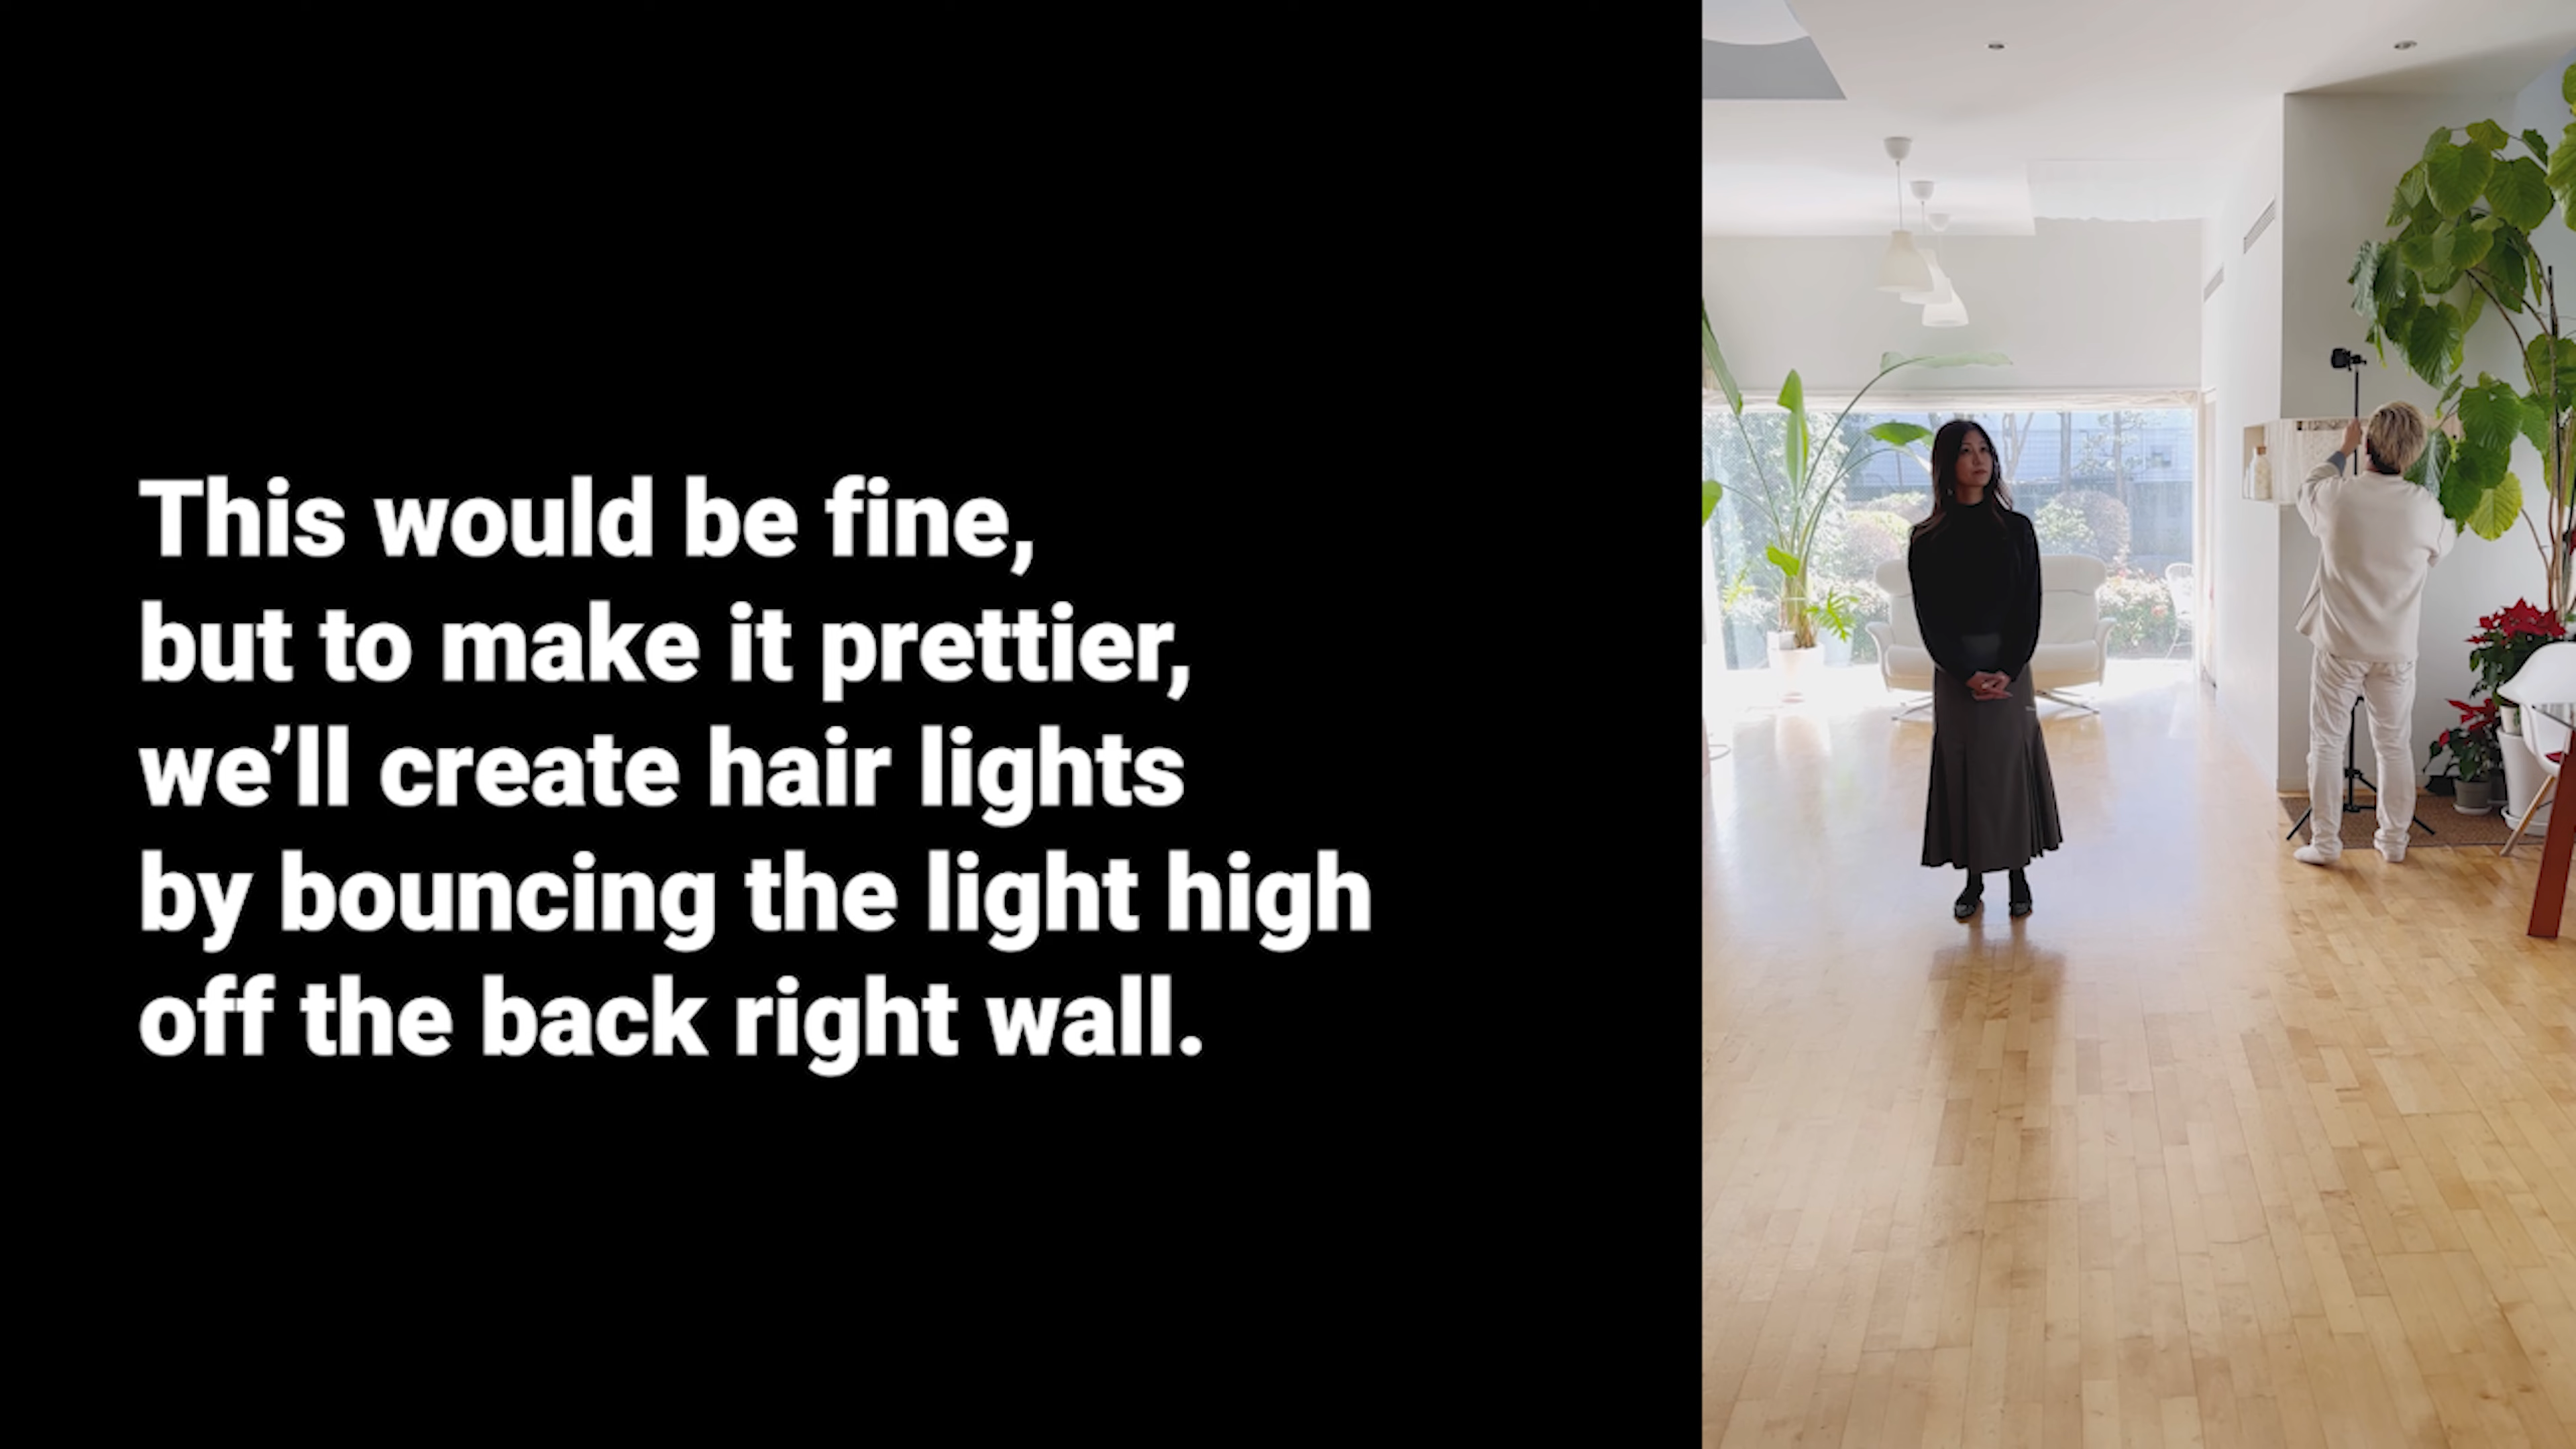 This would be fine,
but to make it prettier,
we’ll create hair lights
by bouncing the light high
off the back right wall.